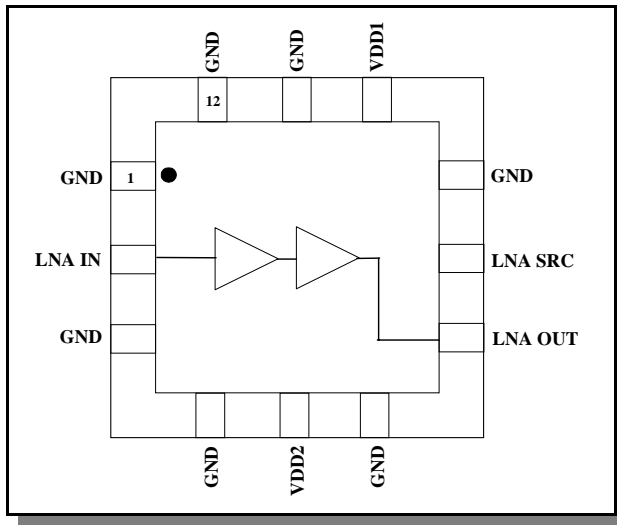 GND
GND
VDD1
12
GND
1
GND
LNA IN
LNA SRC
GND
LNA OUT
GND
VDD2
GND